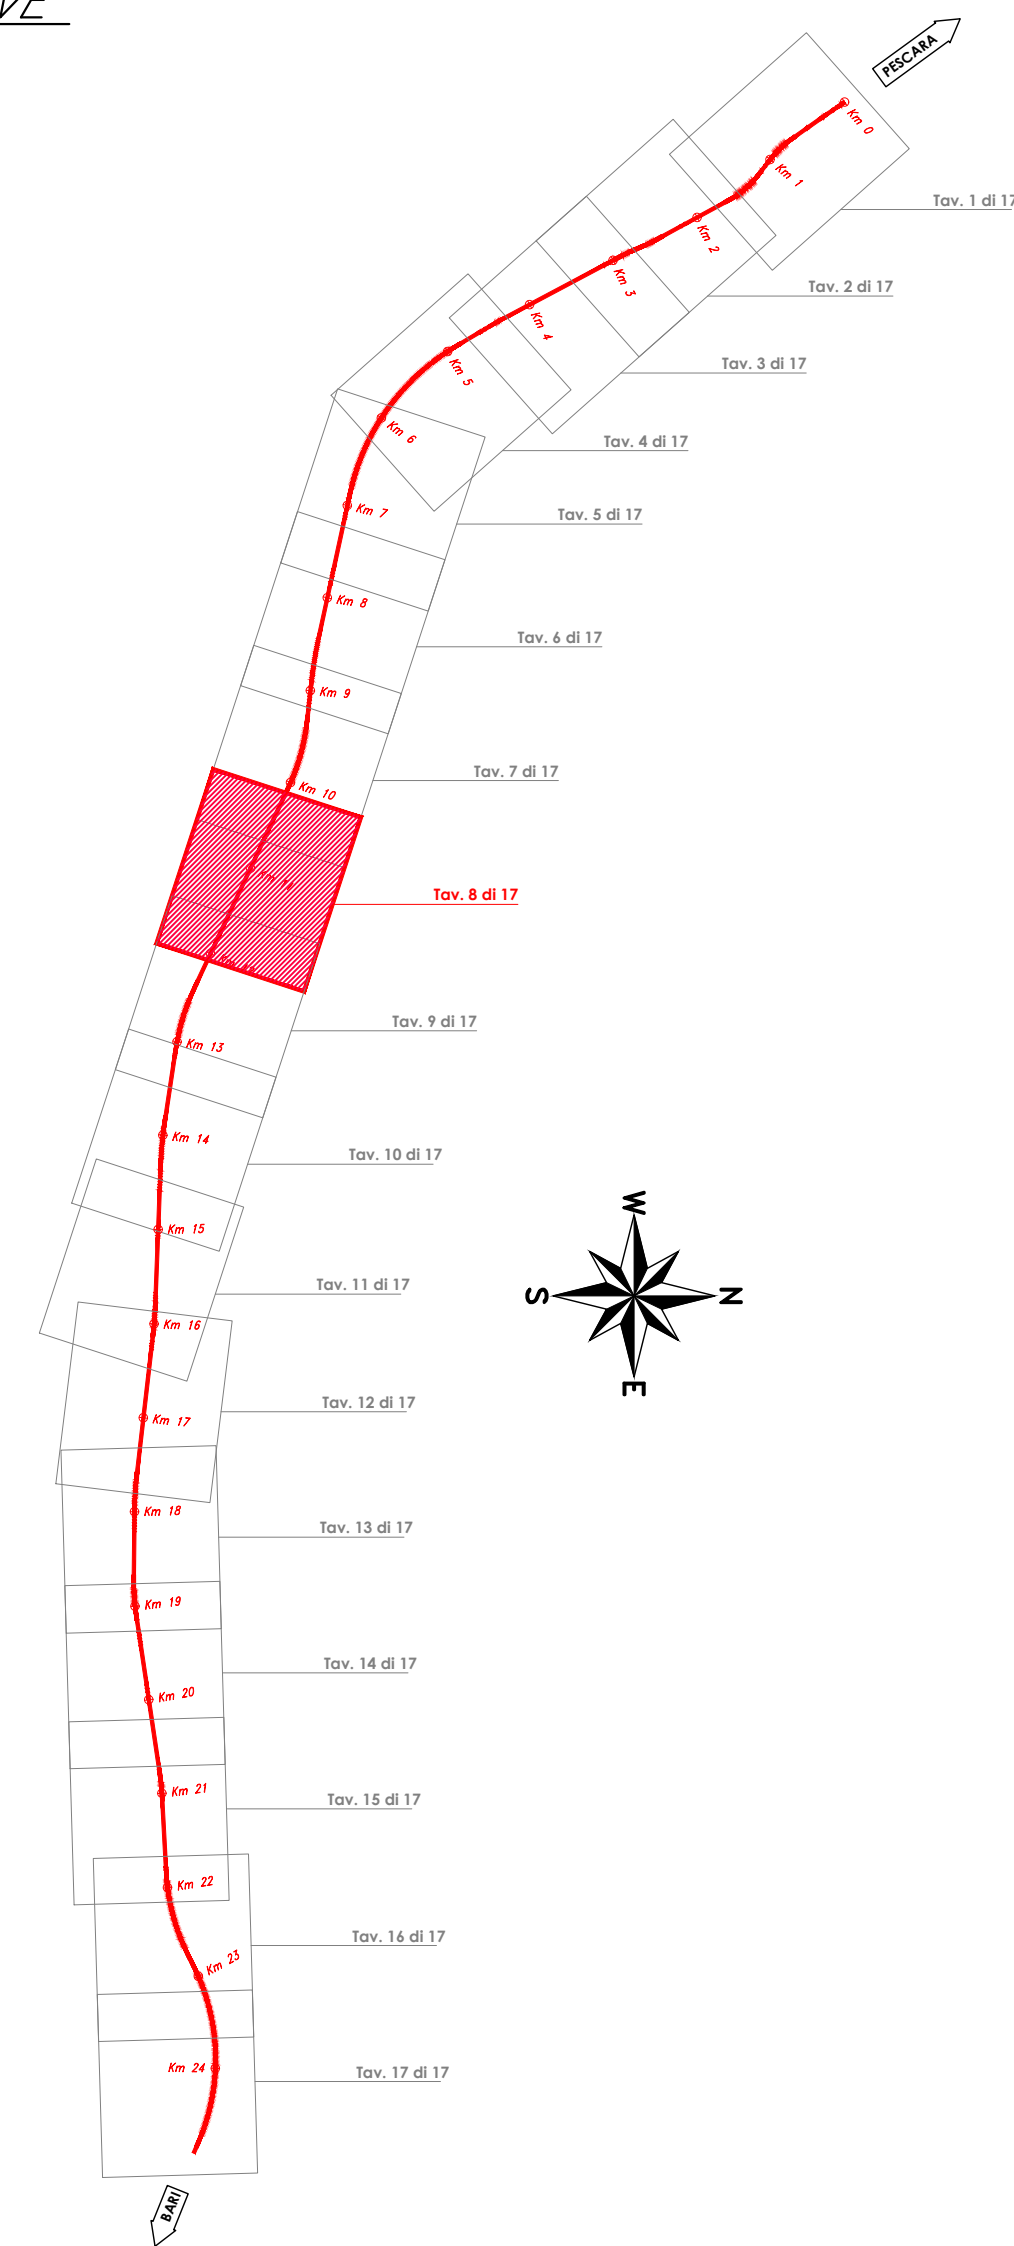 PESCARA
Km 0
Km 1
Tav. 1 di 17
Km 2
Km 3
Tav. 2 di 17
Km 4
Km 5
Tav. 3 di 17
Km 6
Tav. 4 di 17
Km 7
Tav. 5 di 17
Km 8
Tav. 6 di 17
Km 9
Tav. 7 di 17
Km 10
Km 11
Tav. 8 di 17
Tav. 9 di 17
Km 13
Km 14
Tav. 10 di 17
Km 15
W
Tav. 11 di 17
S
N
Km 16
E
Tav. 12 di 17
Km 17
Km 18
Tav. 13 di 17
Km 19
Tav. 14 di 17
Km 20
Km 21
Tav. 15 di 17
Km 22
Tav. 16 di 17
Km 23
Km 24
Tav. 17 di 17
BARI